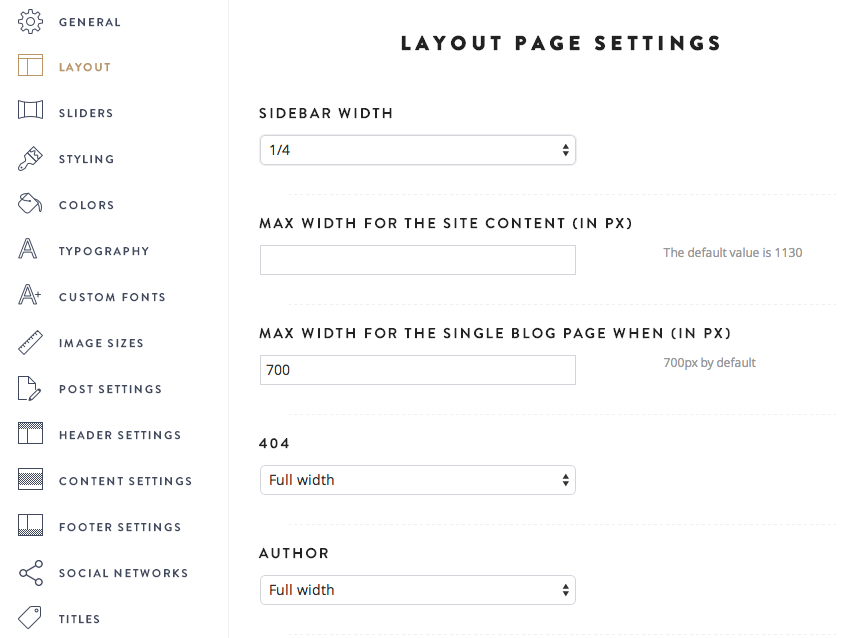 GENERAL
LAYOUT
SLIDERS
STYLING
COLORS
TYPOGRAPHY
CUSTOM FONTS
IMAGE SIZES
POST SETTINGS
HEADER SETTINGS
CONTENT SETTINGS
FOOTER SETTINGS
SOCIAL NETWORKS
TITLES
LAYOUT PAGE SETTINGS
SIDEBAR WIDTH
1/4
MAX WIDTH FOR THE SITE CONTENT (IN PX)
The default value is 1130
MAX WIDTH FOR THE SINGLE BLOG PAGE WHEN (IN PX)
700
700px by default
404
Full width
AUTHOR
Full width